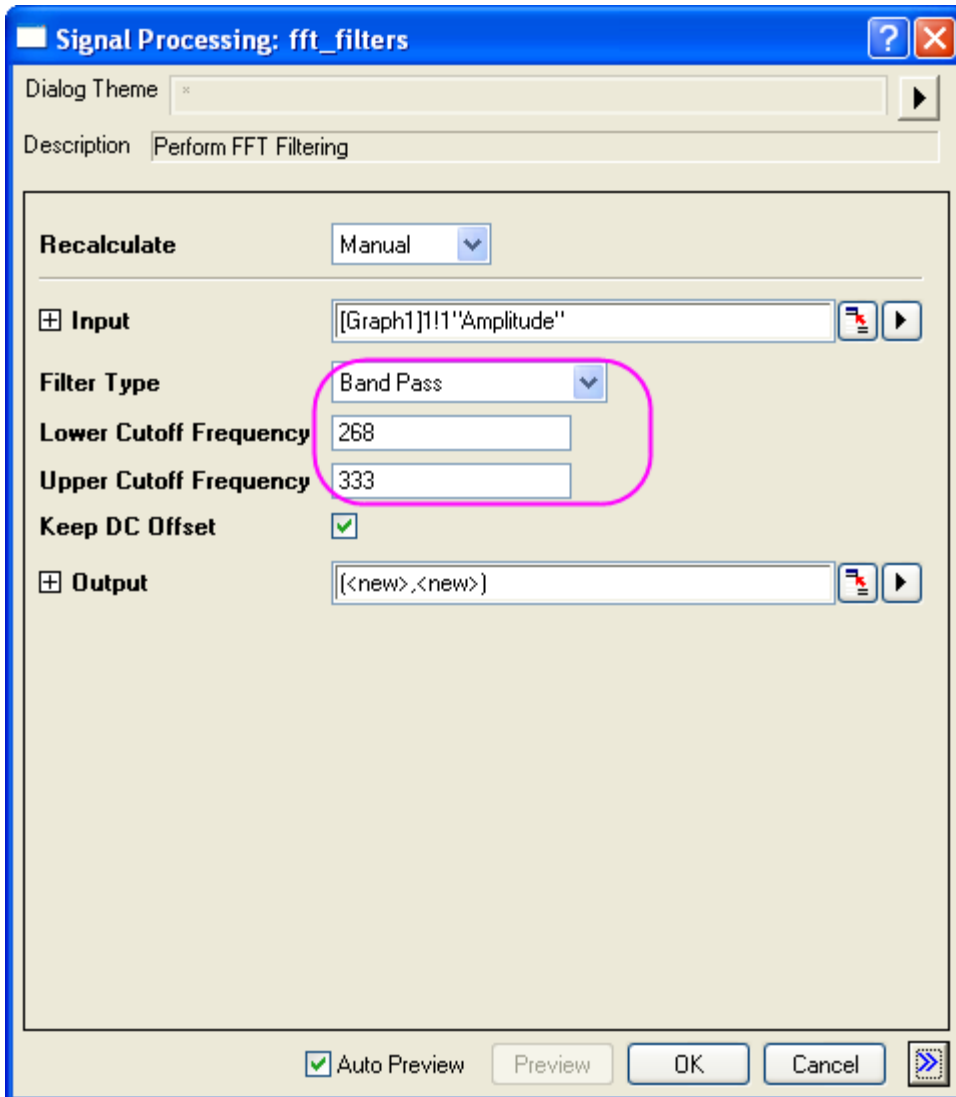 Signal Processing: fft_filters
Dialog Theme *
Description Perform FFT Filtering
Recalculate Manual
Input [Graph1]1!1"Amplitude"
Filter Type Band Pass
Lower Cutoff Frequency 268
Upper Cutoff Frequency 333
Keep DC Offset
Output (<new>,<new>)
Auto Preview Preview OK Cancel